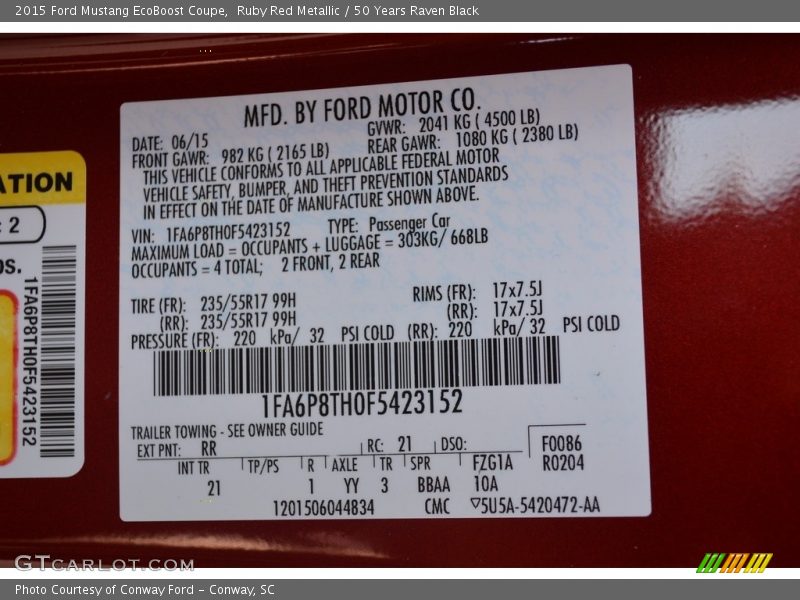 2015 Ford Mustang EcoBoost Coupe,  Ruby Red Metallic / 50 Years Raven Black
MFD. BY FORD MOTOR CO.
DATE: 06/15 GVWR: 2041 KG ( 4500 LB)
FRONT GAWR: 982 KG ( 2165 LB) REAR GAWR: 1080 KG ( 2380 LB)
THIS VEHICLE CONFORMS TO ALL APPLICABLE FEDERAL MOTOR
VEHICLE SAFETY, BUMPER, AND THEFT PREVENTION STANDARDS
IN EFFECT ON THE DATE OF MANUFACTURE SHOWN ABOVE.
VIN: 1FA6P8TH0F5423152 TYPE: Passenger Car
MAXIMUM LOAD = OCCUPANTS + LUGGAGE = 303KG/ 668LB
OCCUPANTS = 4 TOTAL; 2 FRONT, 2 REAR
TIRE (FR): 235/55R17 99H RIMS (FR): 17x7.5J
(RR): 235/55R17 99H (RR): 17x7.5J
PRESSURE (FR): 220 kPa/ 32 PSI COLD (RR): 220 kPa/ 32 PSI COLD
1FA6P8TH0F5423152
TRAILER TOWING - SEE OWNER GUIDE
EXT PNT: RR RC: 21 DSO: F0086
INT TR TP/PS R AXLE TR SPR FZG1A R0204
21 1 YY 3 BBAA 10A
1201506044834 CMC 5U5A-5420472-AA
ATION
: 2
os.
1FA6P8TH0F5423152
GTCARLOT.COM
Photo Courtesy of Conway Ford – Conway, SC